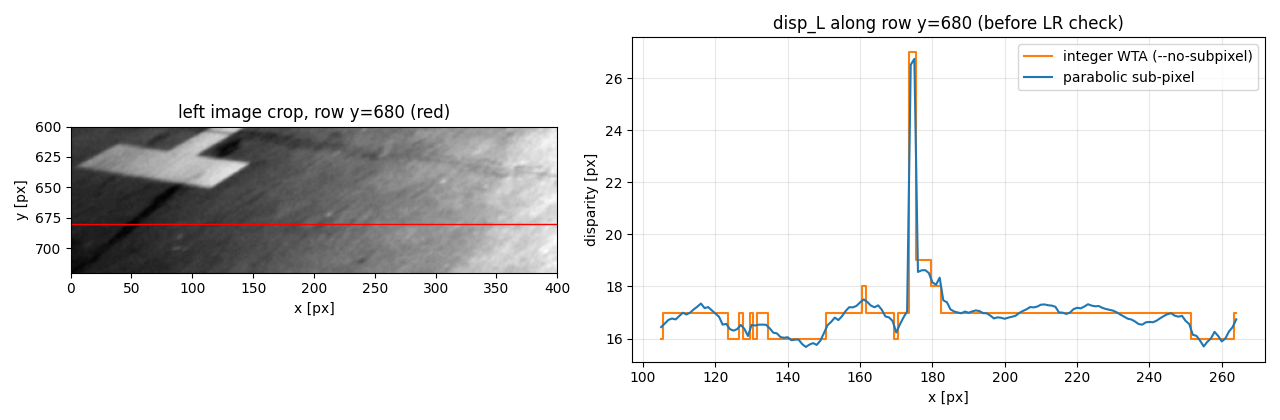 left image crop, row y=680 (red)
600
625
650
675
700
y [px]
0 50 100 150 200 250 300 350 400
x [px]
disp_L along row y=680 (before LR check)
integer WTA (--no-subpixel)
parabolic sub-pixel
26
24
22
20
18
16
disparity [px]
100 120 140 160 180 200 220 240 260
x [px]